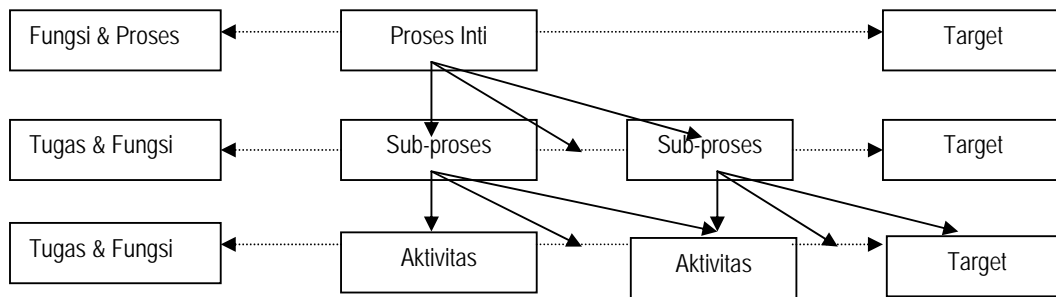 Fungsi & Proses
Proses Inti
Target
Tugas & Fungsi
Sub-proses
Sub-proses
Target
Tugas & Fungsi
Aktivitas
Aktivitas
Target